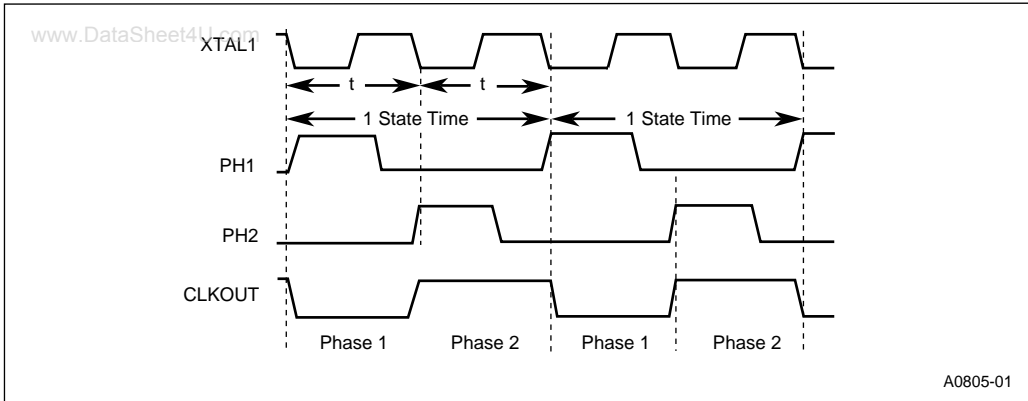 www.DataSheet4U.com
XTAL1
t t
1 State Time 1 State Time
PH1
PH2
CLKOUT
Phase 1 Phase 2 Phase 1 Phase 2
A0805-01